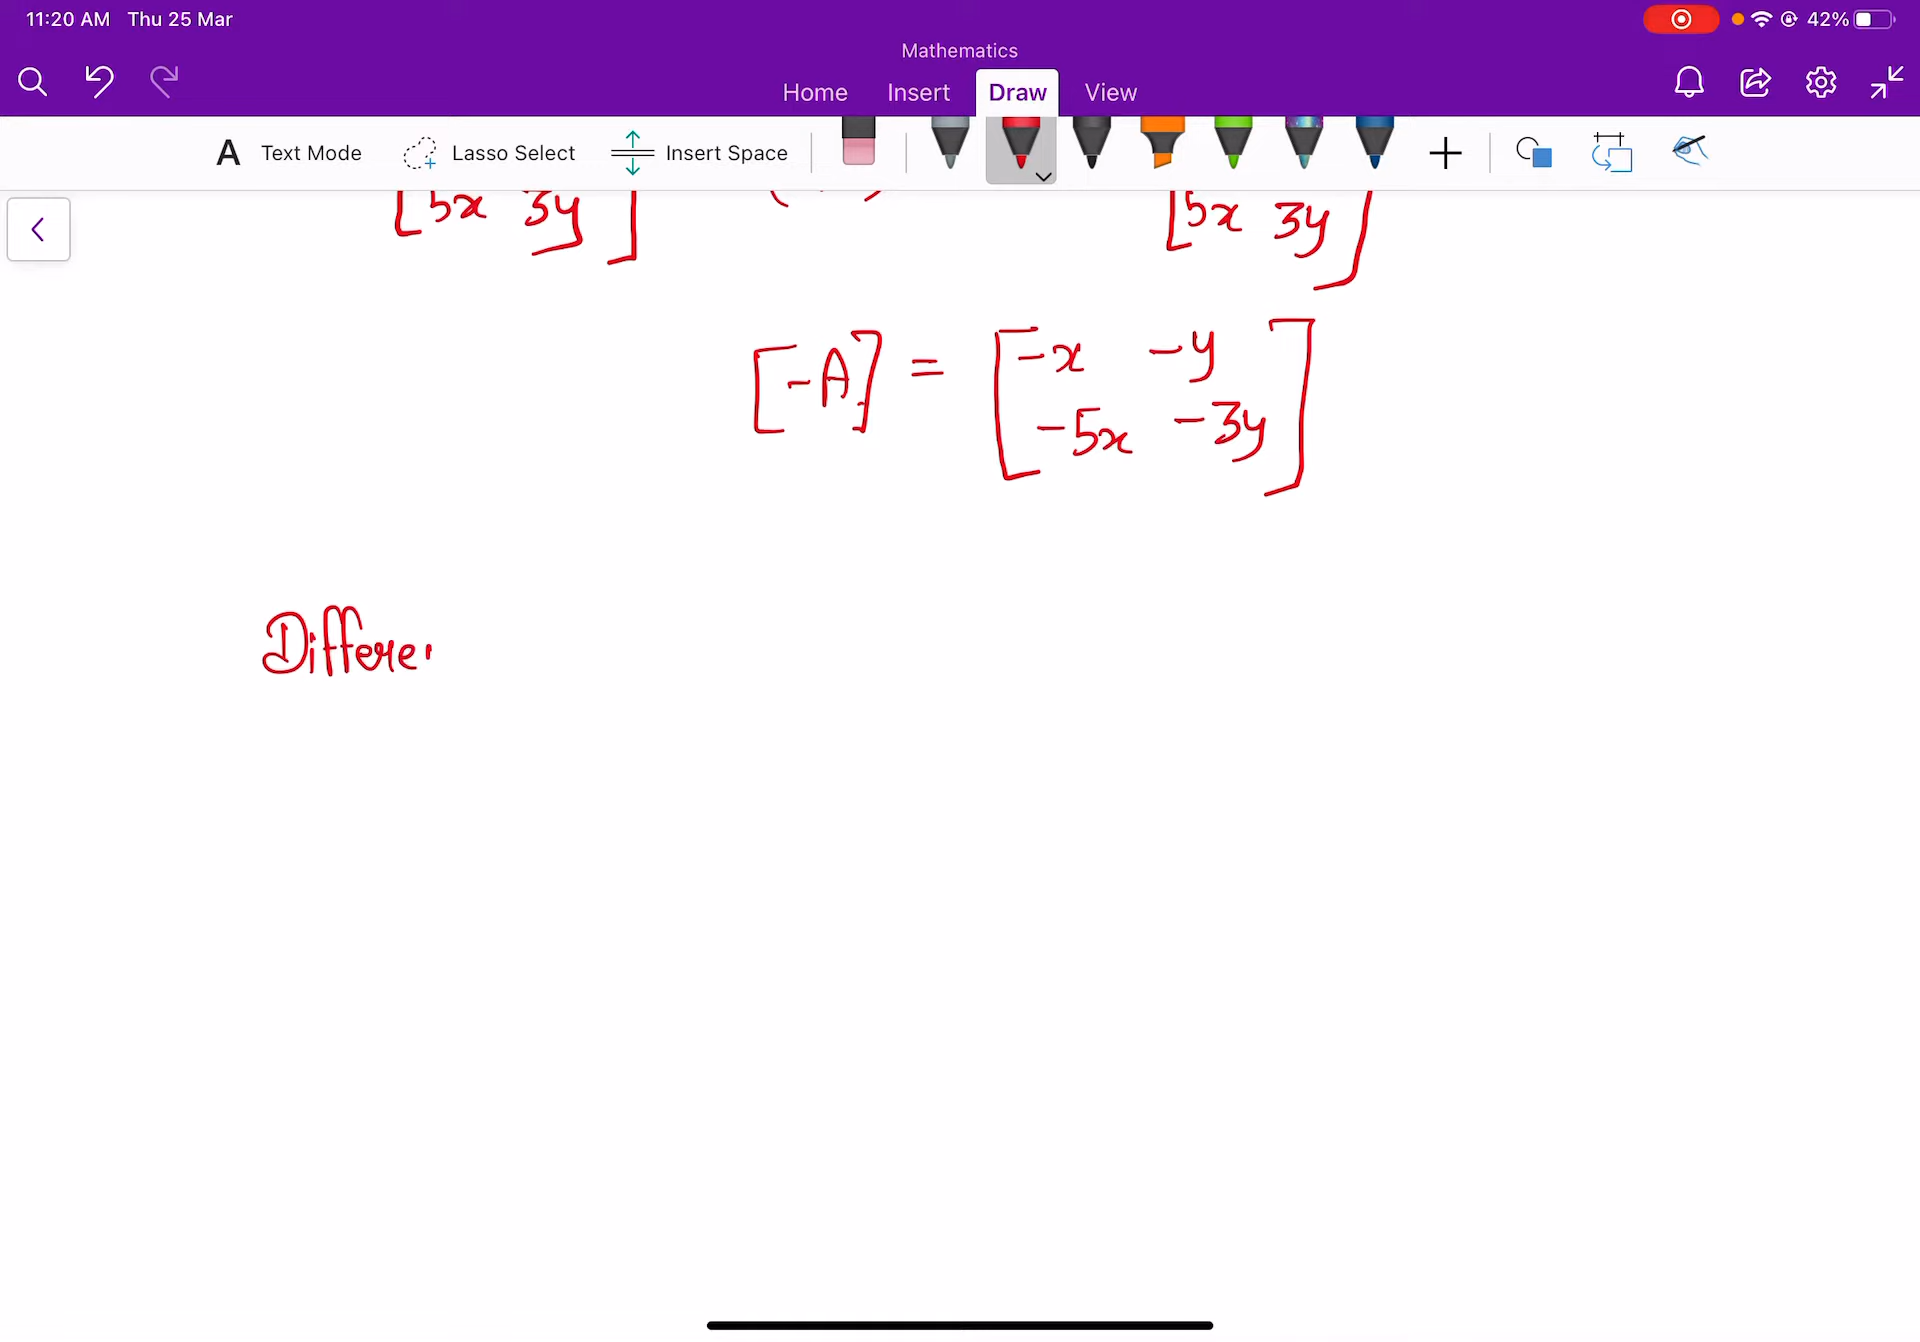 11:20 AM Thu 25 Mar
42%
Mathematics
Home Insert Draw View
A Text Mode Lasso Select Insert Space
[5x 3y] [5x 3y]
[-A] = [-x -y
-5x -3y]
Differe